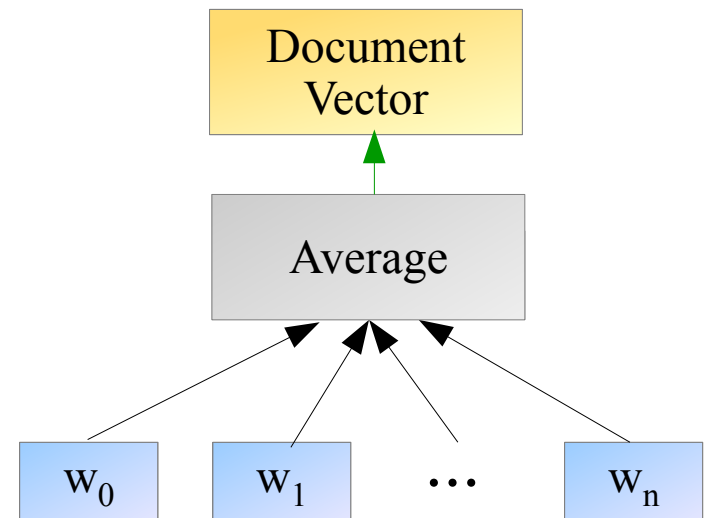 Document
Vector
Average
w₀ w₁ ... wₙ